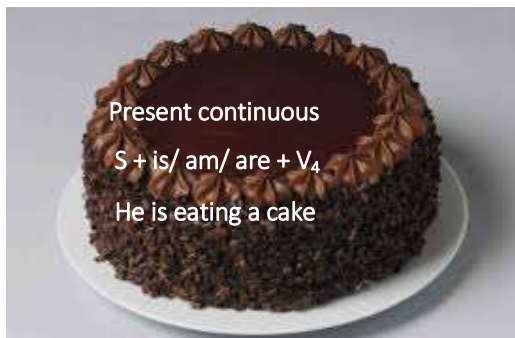 Present continuous
S + is/ am/ are + V₄
He is eating a cake